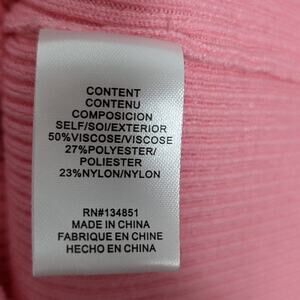 CONTENT
CONTENU
COMPOSICION
SELF/SOI/EXTERIOR
50%VISCOSE/VISCOSE
27%POLYESTER/
POLIESTER
23%NYLON/NYLON
RN#134851
MADE IN CHINA
FABRIQUE EN CHINE
HECHO EN CHINA